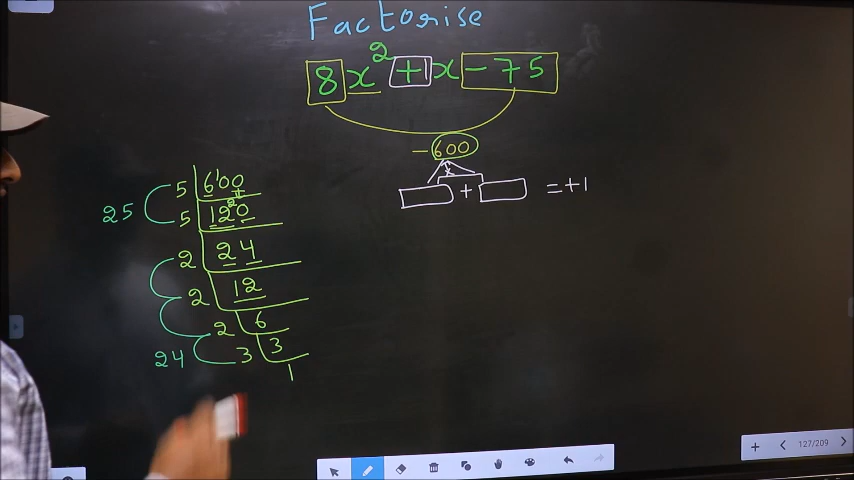 Factorise
8x² +1x -75
-600
x
+ = +1
5 600
25 5 120
2 24
2 12
2 6
24 3 3
1
127/209